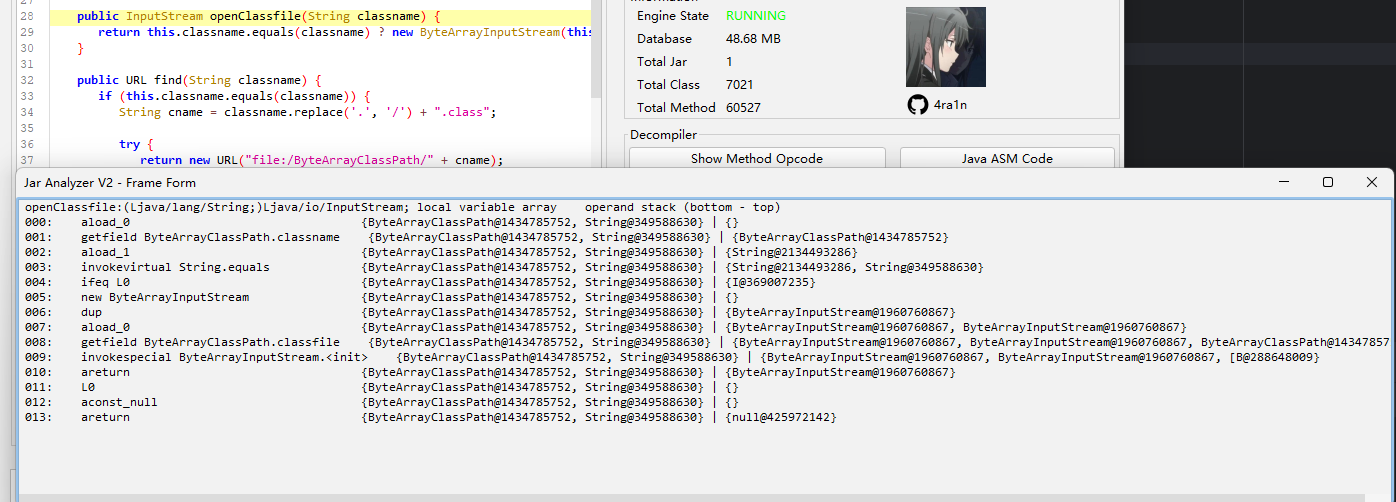 27
28 public InputStream openClassfile(String classname) {
29 return this.classname.equals(classname) ? new ByteArrayInputStream(this
30 }
31
32 public URL find(String classname) {
33 if (this.classname.equals(classname)) {
34 String cname = classname.replace('.', '/') + ".class";
35
36 try {
37 return new URL("file:/ByteArrayClassPath/" + cname);
Engine State RUNNING
Database 48.68 MB
Total Jar 1
Total Class 7021
Total Method 60527
4ra1n
Decompiler
Show Method Opcode Java ASM Code
Jar Analyzer V2 - Frame Form
openClassfile:(Ljava/lang/String;)Ljava/io/InputStream; local variable array operand stack (bottom - top)
000: aload_0 {ByteArrayClassPath@1434785752, String@349588630} | {}
001: getfield ByteArrayClassPath.classname {ByteArrayClassPath@1434785752, String@349588630} | {ByteArrayClassPath@1434785752}
002: aload_1 {ByteArrayClassPath@1434785752, String@349588630} | {String@2134493286}
003: invokevirtual String.equals {ByteArrayClassPath@1434785752, String@349588630} | {String@2134493286, String@349588630}
004: ifeq L0 {ByteArrayClassPath@1434785752, String@349588630} | {I@369007235}
005: new ByteArrayInputStream {ByteArrayClassPath@1434785752, String@349588630} | {}
006: dup {ByteArrayClassPath@1434785752, String@349588630} | {ByteArrayInputStream@1960760867}
007: aload_0 {ByteArrayClassPath@1434785752, String@349588630} | {ByteArrayInputStream@1960760867, ByteArrayInputStream@1960760867}
008: getfield ByteArrayClassPath.classfile {ByteArrayClassPath@1434785752, String@349588630} | {ByteArrayInputStream@1960760867, ByteArrayInputStream@1960760867, ByteArrayClassPath@14347857
009: invokespecial ByteArrayInputStream.<init> {ByteArrayClassPath@1434785752, String@349588630} | {ByteArrayInputStream@1960760867, ByteArrayInputStream@1960760867, [B@288648009}
010: areturn {ByteArrayClassPath@1434785752, String@349588630} | {ByteArrayInputStream@1960760867}
011: L0 {ByteArrayClassPath@1434785752, String@349588630} | {}
012: aconst_null {ByteArrayClassPath@1434785752, String@349588630} | {}
013: areturn {ByteArrayClassPath@1434785752, String@349588630} | {null@425972142}